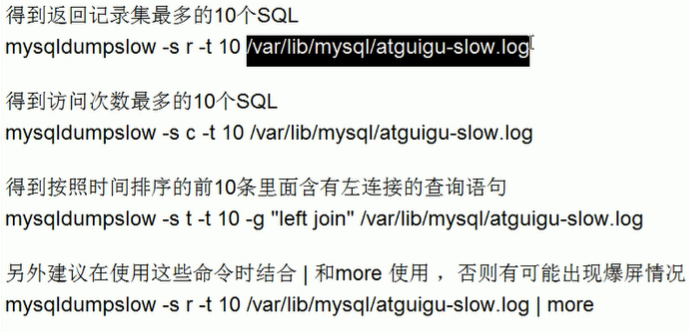 得到返回记录集最多的10个SQL
mysqldumpslow -s r -t 10 /var/lib/mysql/atguigu-slow.log
得到访问次数最多的10个SQL
mysqldumpslow -s c -t 10 /var/lib/mysql/atguigu-slow.log
得到按照时间排序的前10条里面含有左连接的查询语句
mysqldumpslow -s t -t 10 -g "left join" /var/lib/mysql/atguigu-slow.log
另外建议在使用这些命令时结合 | 和more 使用 ，否则有可能出现爆屏情况
mysqldumpslow -s r -t 10 /var/lib/mysql/atguigu-slow.log | more